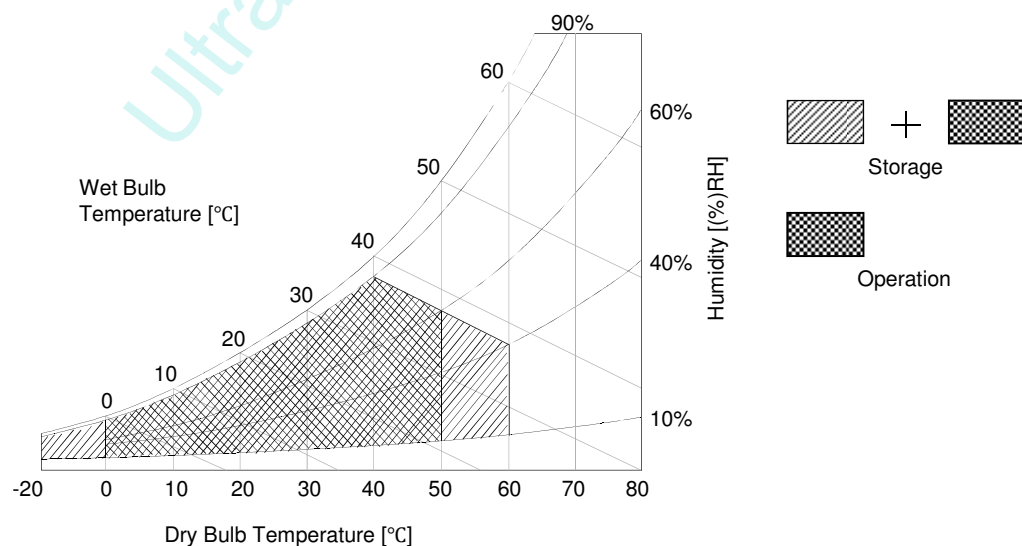 Ultra
90%
60
60%
50
Wet Bulb
Temperature [℃]
Humidity [(%)RH]
Storage
40
40%
30
Operation
20
10
0
10%
-20 0 10 20 30 40 50 60 70 80
Dry Bulb Temperature [℃]